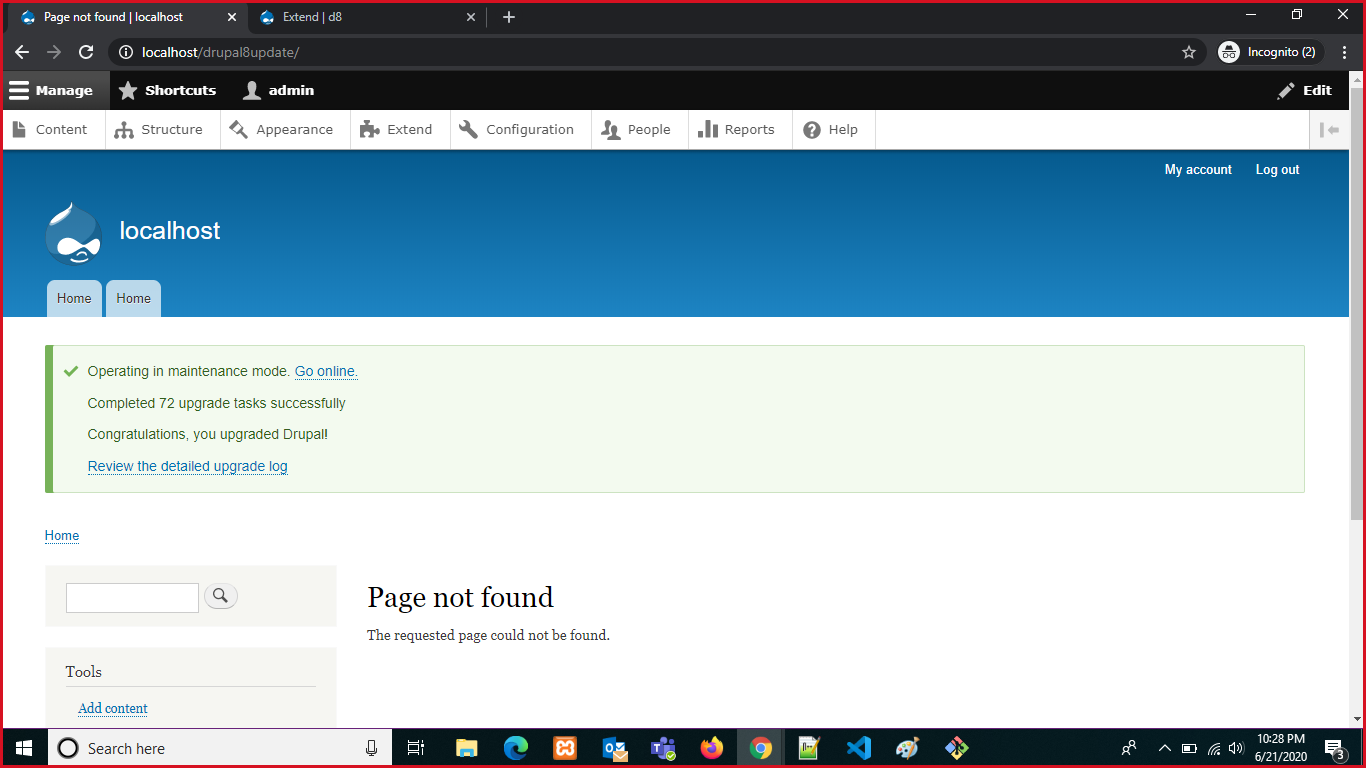 Page not found | localhost
Extend | d8
localhost/drupal8update/
Incognito (2)
Manage
Shortcuts
admin
Edit
Content
Structure
Appearance
Extend
Configuration
People
Reports
Help
My account
Log out
localhost
Home
Home
Operating in maintenance mode. Go online.
Completed 72 upgrade tasks successfully
Congratulations, you upgraded Drupal!
Review the detailed upgrade log
Home
Page not found
The requested page could not be found.
Tools
Add content
Search here
10:28 PM
6/21/2020
3